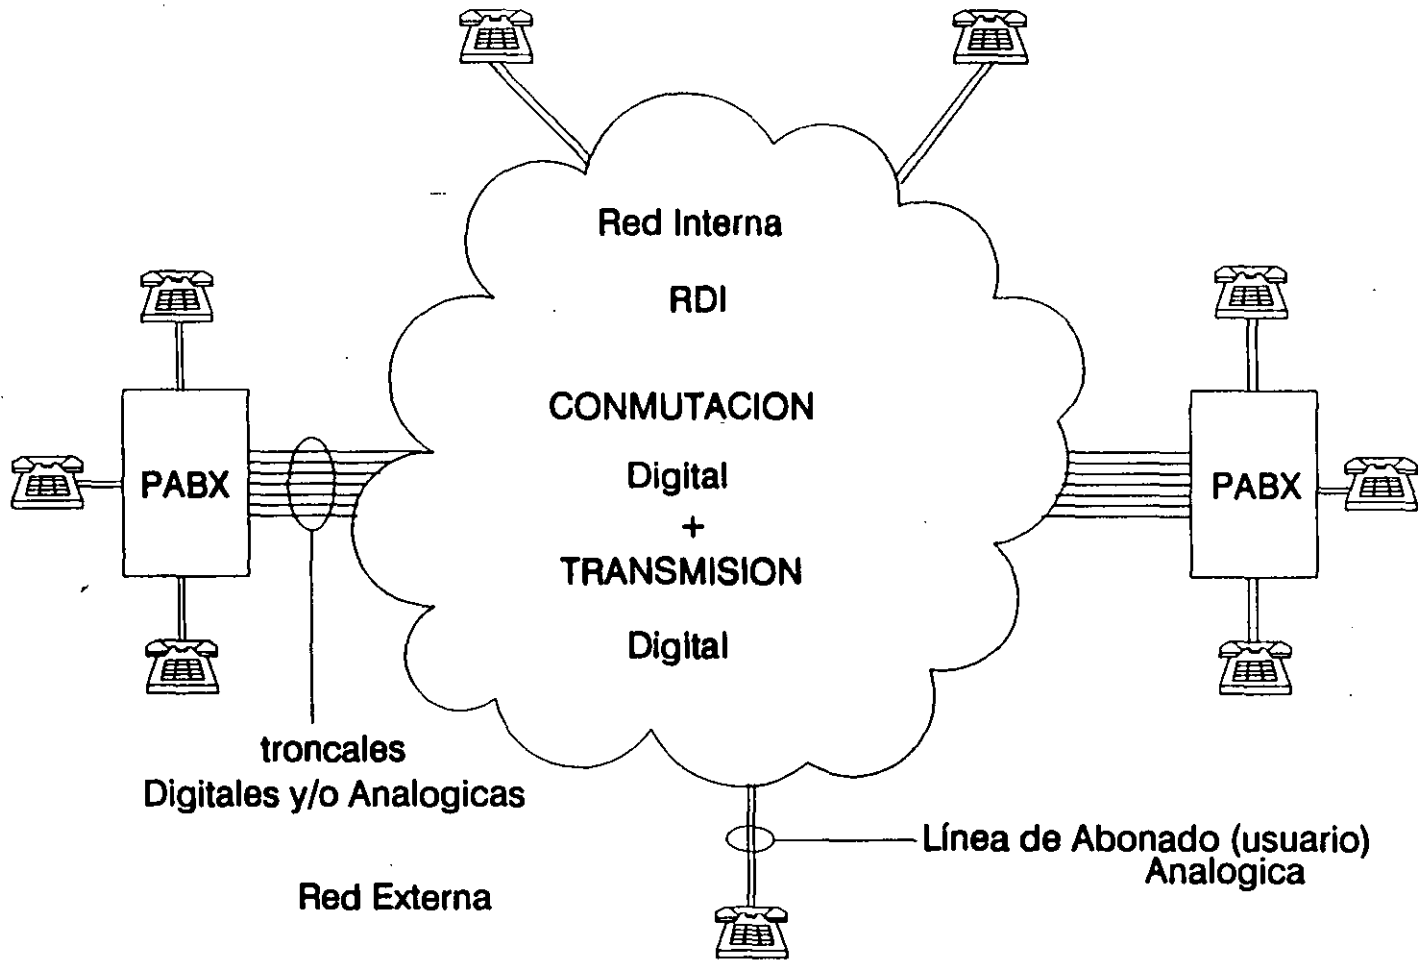 Red Interna
RDI
CONMUTACION
Digital
+
TRANSMISION
Digital
PABX
PABX
troncales
Digitales y/o Analogicas
Línea de Abonado (usuario)
Analogica
Red Externa